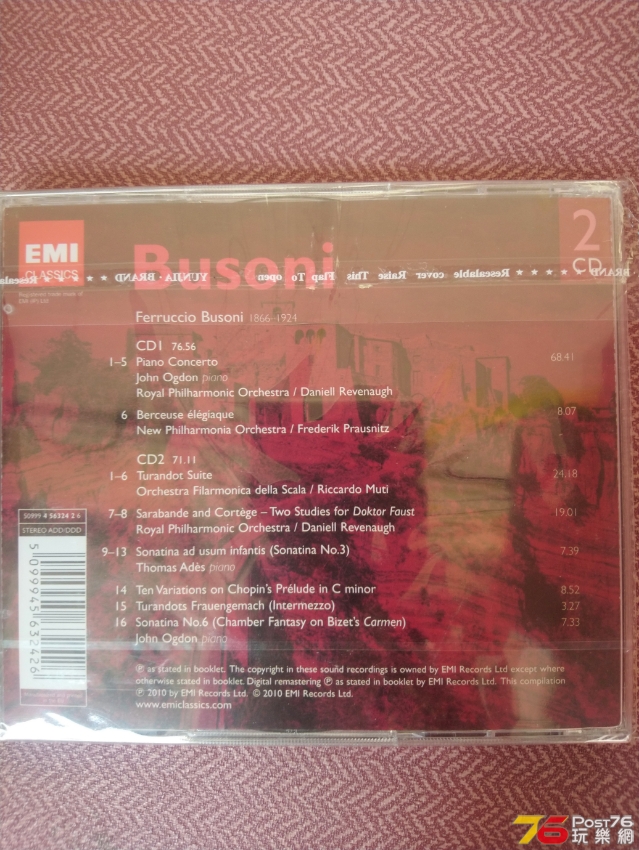 EMI
CLASSICS
Busoni
2
CD
Resealable cover Raise This Flap To open
YUNJIA · BRAND
Ferruccio Busoni 1866–1924
CD1 76.56
1–5 Piano Concerto 68.41
John Ogdon piano
Royal Philharmonic Orchestra / Daniell Revenaugh
6 Berceuse élégiaque 8.07
New Philharmonia Orchestra / Frederik Prausnitz
CD2 71.11
1–6 Turandot Suite 24.18
Orchestra Filarmonica della Scala / Riccardo Muti
7–8 Sarabande and Cortège – Two Studies for Doktor Faust 19.01
Royal Philharmonic Orchestra / Daniell Revenaugh
9–13 Sonatina ad usum infantis (Sonatina No.3) 7.39
Thomas Adès piano
14 Ten Variations on Chopin's Prélude in C minor 8.52
15 Turandots Frauengemach (Intermezzo) 3.27
16 Sonatina No.6 (Chamber Fantasy on Bizet's Carmen) 7.33
John Ogdon piano
50999 4 56324 2 6
STEREO ADD/DDD
5 099945 632426
℗ as stated in booklet. The copyright in these sound recordings is owned by EMI Records Ltd except where
otherwise stated in booklet. Digital remastering ℗ as stated in booklet by EMI Records Ltd. This compilation
℗ 2010 by EMI Records Ltd. © 2010 EMI Records Ltd.
www.emiclassics.com
76 Post76
玩樂網